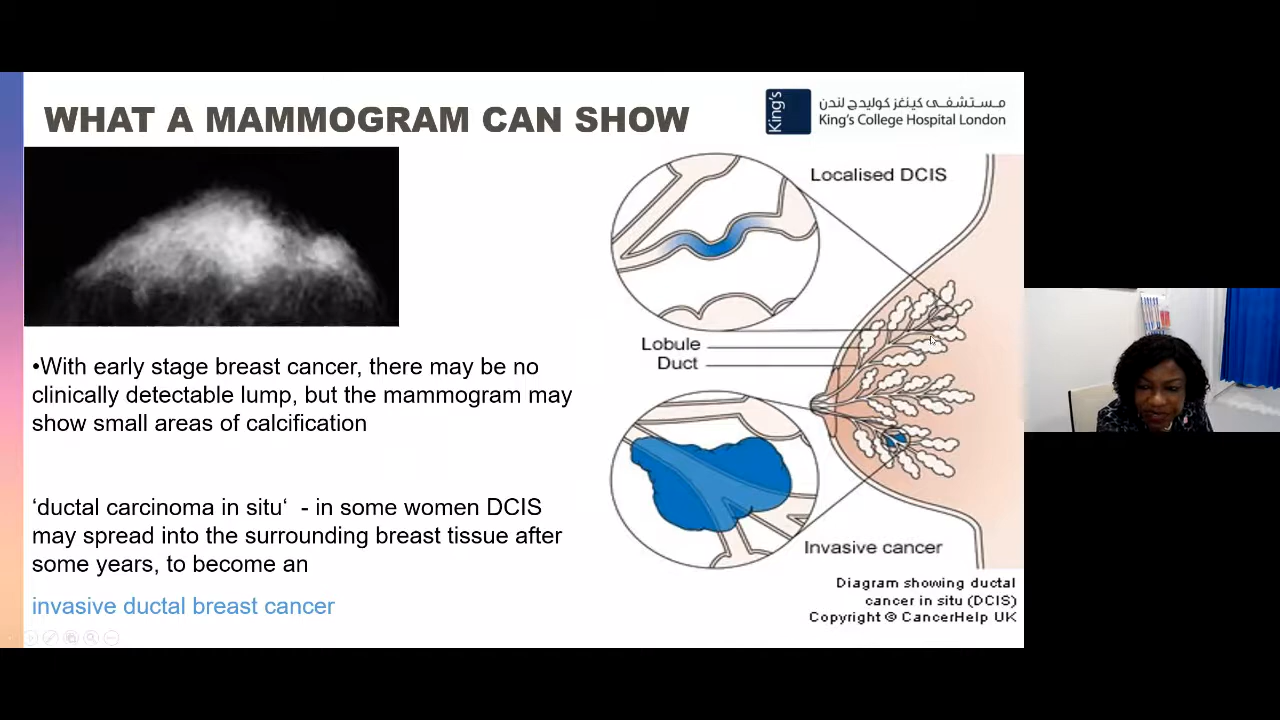 WHAT A MAMMOGRAM CAN SHOW
King's
مستشفى كينغز كوليدج لندن
King's College Hospital London
Localised DCIS
Lobule
Duct
Invasive cancer
Diagram showing ductal
cancer in situ (DCIS)
Copyright © CancerHelp UK
•With early stage breast cancer, there may be no
clinically detectable lump, but the mammogram may
show small areas of calcification
‘ductal carcinoma in situ‘ - in some women DCIS
may spread into the surrounding breast tissue after
some years, to become an
invasive ductal breast cancer